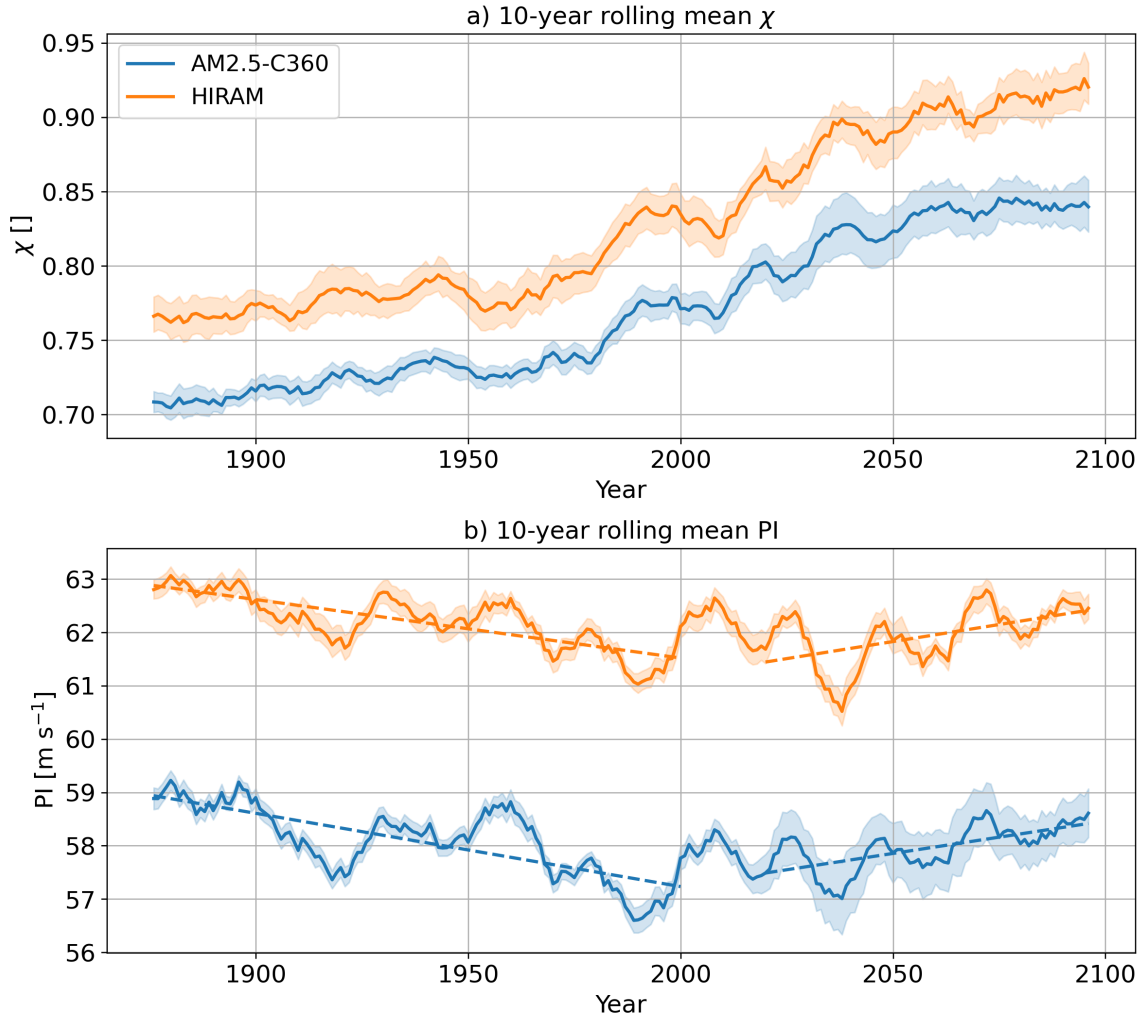 a) 10-year rolling mean χ
0.95
0.90
0.85
0.80
0.75
0.70
χ []
AM2.5-C360
HIRAM
1900 1950 2000 2050 2100
Year
b) 10-year rolling mean PI
63
62
61
60
59
58
57
56
PI [m s⁻¹]
1900 1950 2000 2050 2100
Year